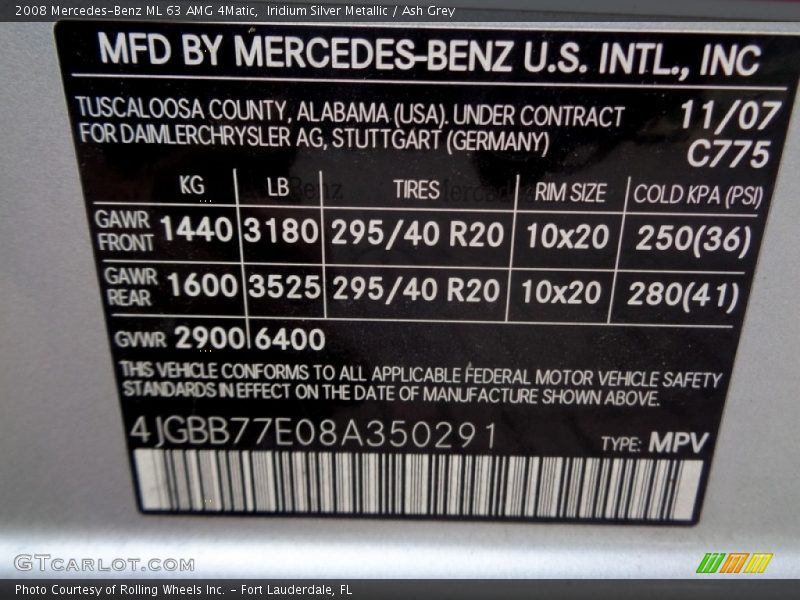 2008 Mercedes-Benz ML 63 AMG 4Matic,  Iridium Silver Metallic / Ash Grey
MFD BY MERCEDES-BENZ U.S. INTL., INC
TUSCALOOSA COUNTY, ALABAMA (USA). UNDER CONTRACT 11/07
FOR DAIMLERCHRYSLER AG, STUTTGART (GERMANY) C775
KG LB TIRES RIM SIZE COLD KPA (PSI)
GAWR FRONT 1440 3180 295/40 R20 10x20 250(36)
GAWR REAR 1600 3525 295/40 R20 10x20 280(41)
GVWR 2900 6400
THIS VEHICLE CONFORMS TO ALL APPLICABLE FEDERAL MOTOR VEHICLE SAFETY
STANDARDS IN EFFECT ON THE DATE OF MANUFACTURE SHOWN ABOVE.
4JGBB77E08A350291 TYPE: MPV
GTCARLOT.COM
Photo Courtesy of Rolling Wheels Inc. - Fort Lauderdale, FL